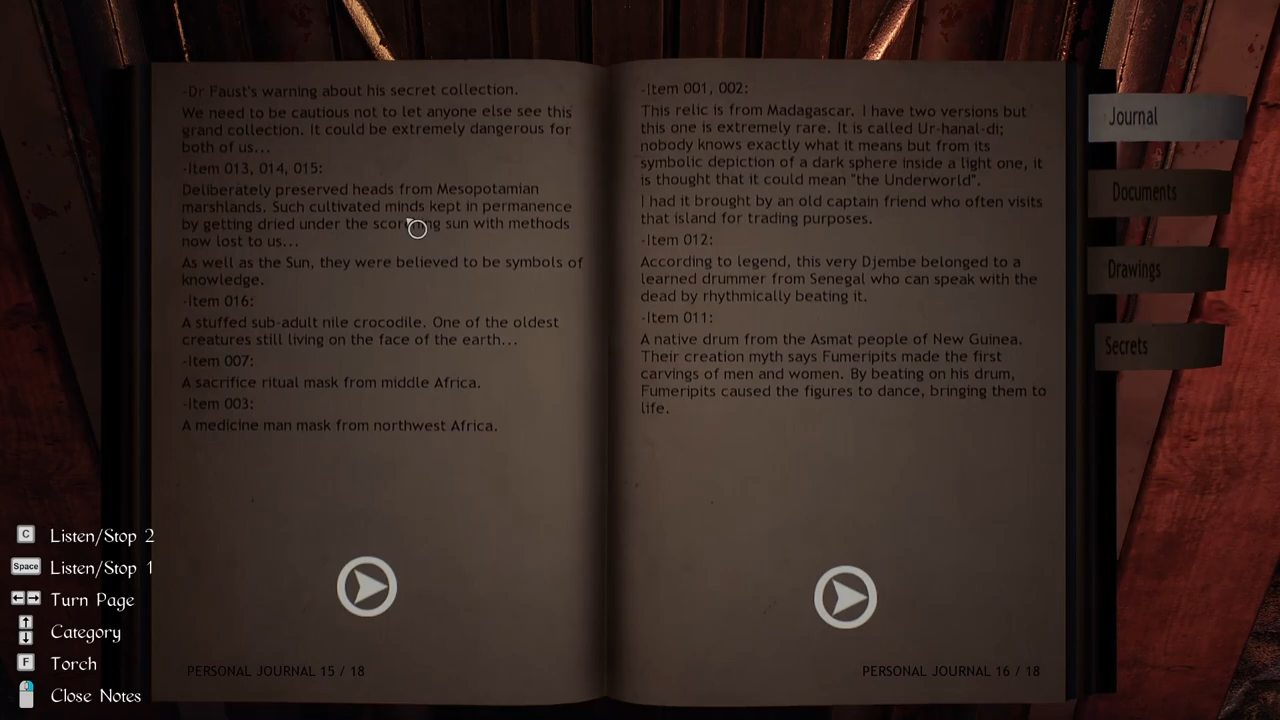 -Dr Faust's warning about his secret collection.
We need to be cautious not to let anyone else see this
grand collection. It could be extremely dangerous for
both of us...
-Item 013, 014, 015:
Deliberately preserved heads from Mesopotamian
marshlands. Such cultivated minds kept in permanence
by getting dried under the scorching sun with methods
now lost to us...
As well as the Sun, they were believed to be symbols of
knowledge.
-Item 016:
A stuffed sub-adult nile crocodile. One of the oldest
creatures still living on the face of the earth...
-Item 007:
A sacrifice ritual mask from middle Africa.
-Item 003:
A medicine man mask from northwest Africa.
PERSONAL JOURNAL 15 / 18
-Item 001, 002:
This relic is from Madagascar. I have two versions but
this one is extremely rare. It is called Ur-hanal-di;
nobody knows exactly what it means but from its
symbolic depiction of a dark sphere inside a light one, it
is thought that it could mean "the Underworld".
I had it brought by an old captain friend who often visits
that island for trading purposes.
-Item 012:
According to legend, this very Djembe belonged to a
learned drummer from Senegal who can speak with the
dead by rhythmically beating it.
-Item 011:
A native drum from the Asmat people of New Guinea.
Their creation myth says Fumeripits made the first
carvings of men and women. By beating on his drum,
Fumeripits caused the figures to dance, bringing them to
life.
PERSONAL JOURNAL 16 / 18
Journal
Documents
Drawings
Secrets
C Listen/Stop 2
Space Listen/Stop 1
Turn Page
Category
F Torch
Close Notes